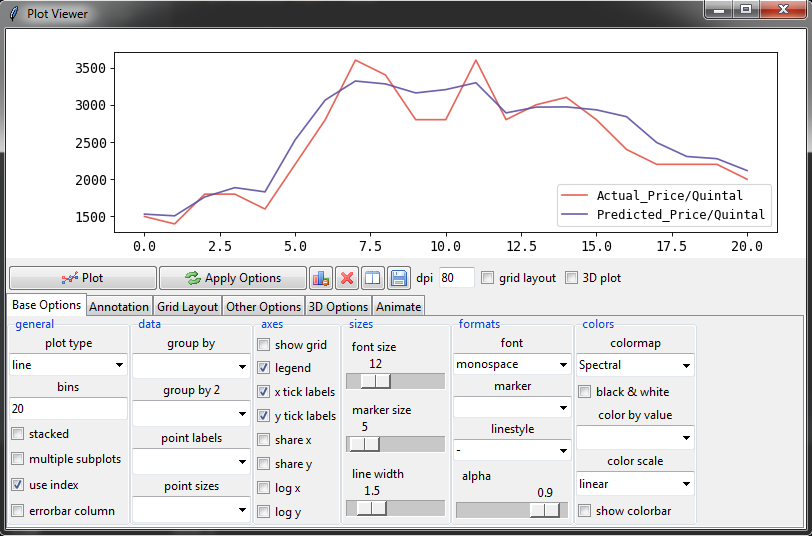 Plot Viewer
3500
3000
2500
2000
1500
0.0 2.5 5.0 7.5 10.0 12.5 15.0 17.5 20.0
Actual_Price/Quintal
Predicted_Price/Quintal
Plot Apply Options dpi 80 grid layout 3D plot
Base Options Annotation Grid Layout Other Options 3D Options Animate
general
plot type
line
bins
20
stacked
multiple subplots
use index
errorbar column
data
group by
group by 2
point labels
point sizes
axes
show grid
legend
x tick labels
y tick labels
share x
share y
log x
log y
sizes
font size
12
marker size
5
line width
1.5
formats
font
monospace
marker
linestyle
-
alpha
0.9
colors
colormap
Spectral
black & white
color by value
color scale
linear
show colorbar